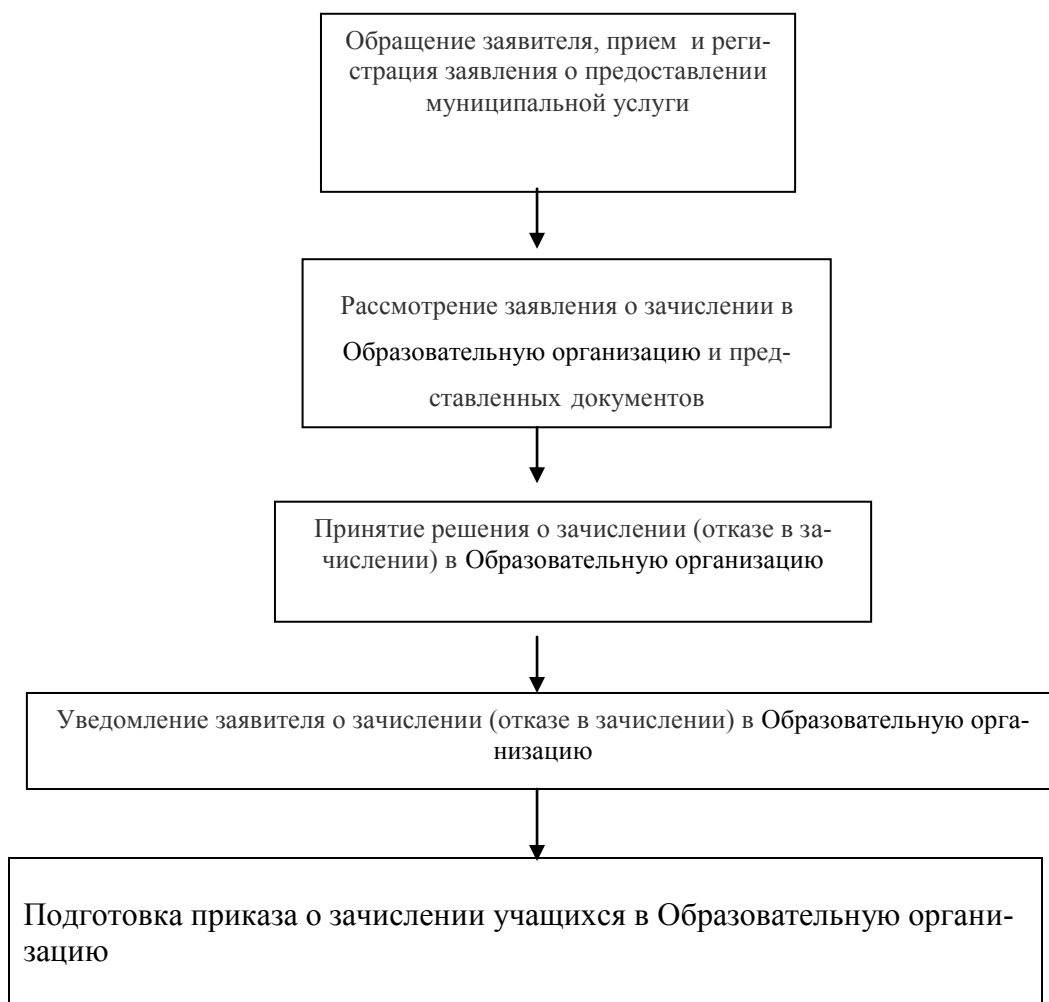 Обращение заявителя, прием и реги-
страция заявления о предоставлении
муниципальной услуги
Рассмотрение заявления о зачислении в
Образовательную организацию и пред-
ставленных документов
Принятие решения о зачислении (отказе в за-
числении) в Образовательную организацию
Уведомление заявителя о зачислении (отказе в зачислении) в Образовательную орга-
низацию
Подготовка приказа о зачислении учащихся в Образовательную органи-
зацию